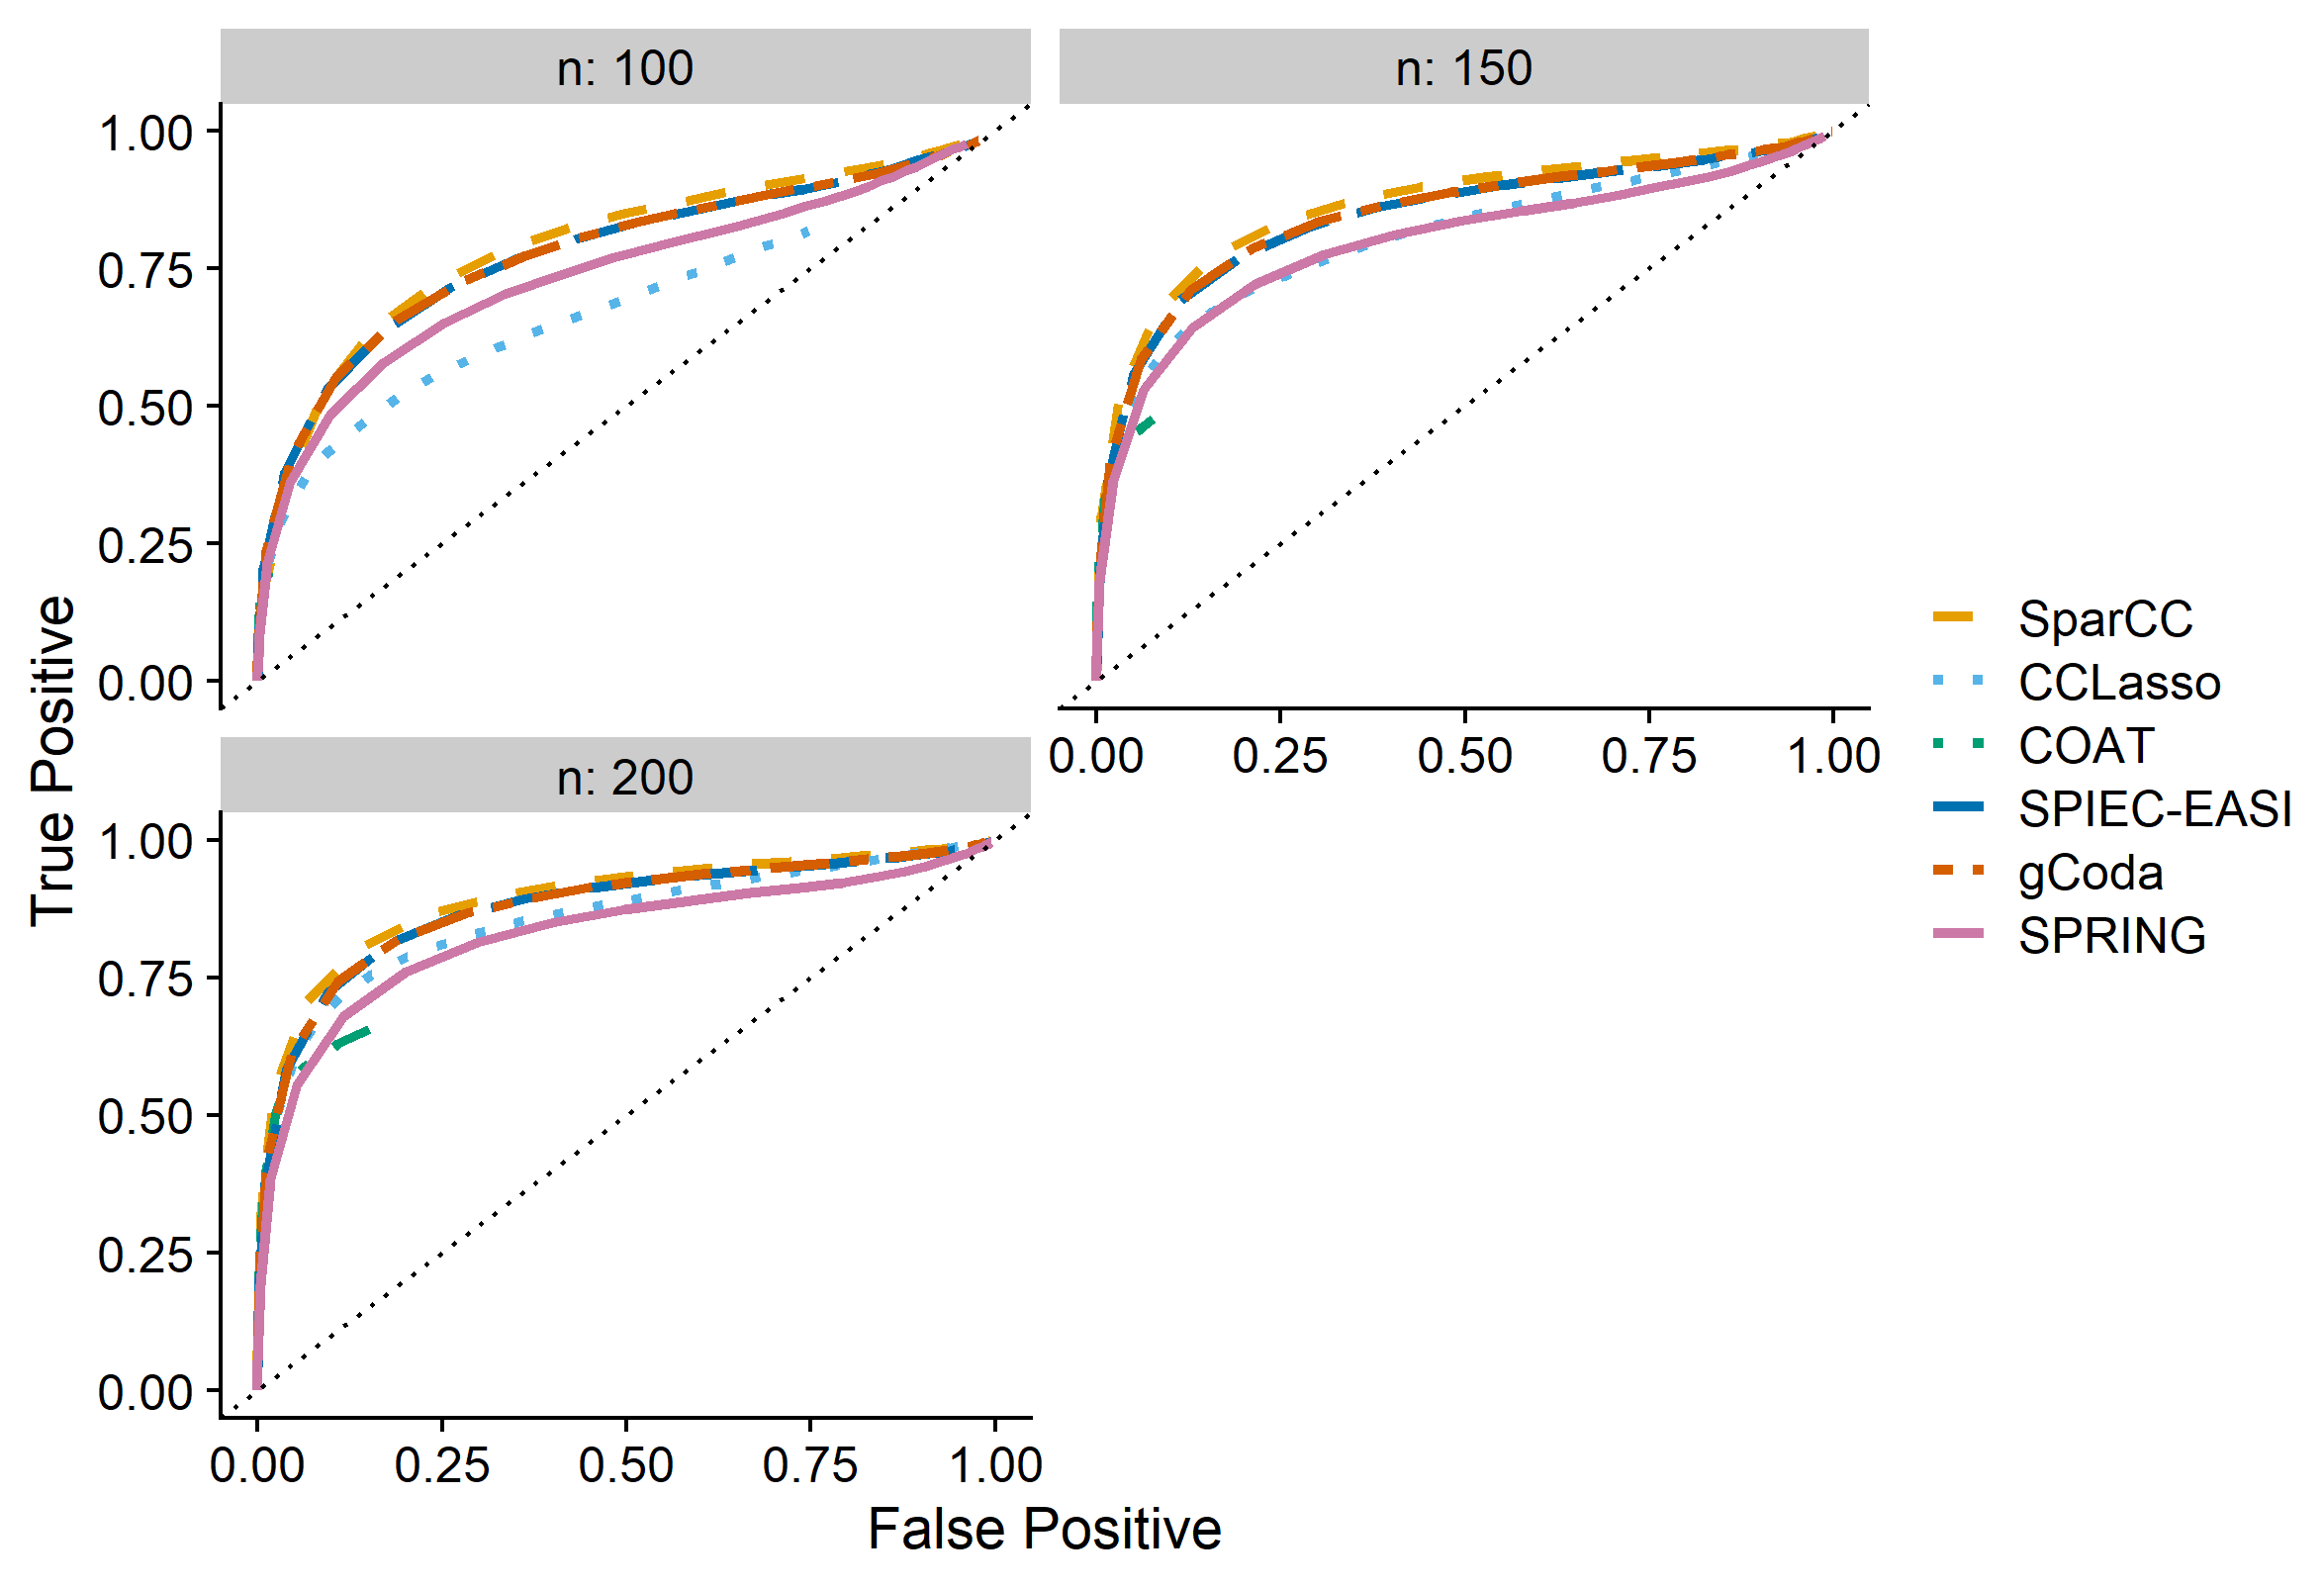 n: 100
n: 150
1.00
0.75
0.50
0.25
0.00
0.00 0.25 0.50 0.75 1.00
n: 200
1.00
0.75
0.50
0.25
0.00
0.00 0.25 0.50 0.75 1.00
True Positive
False Positive
SparCC
CCLasso
COAT
SPIEC-EASI
gCoda
SPRING